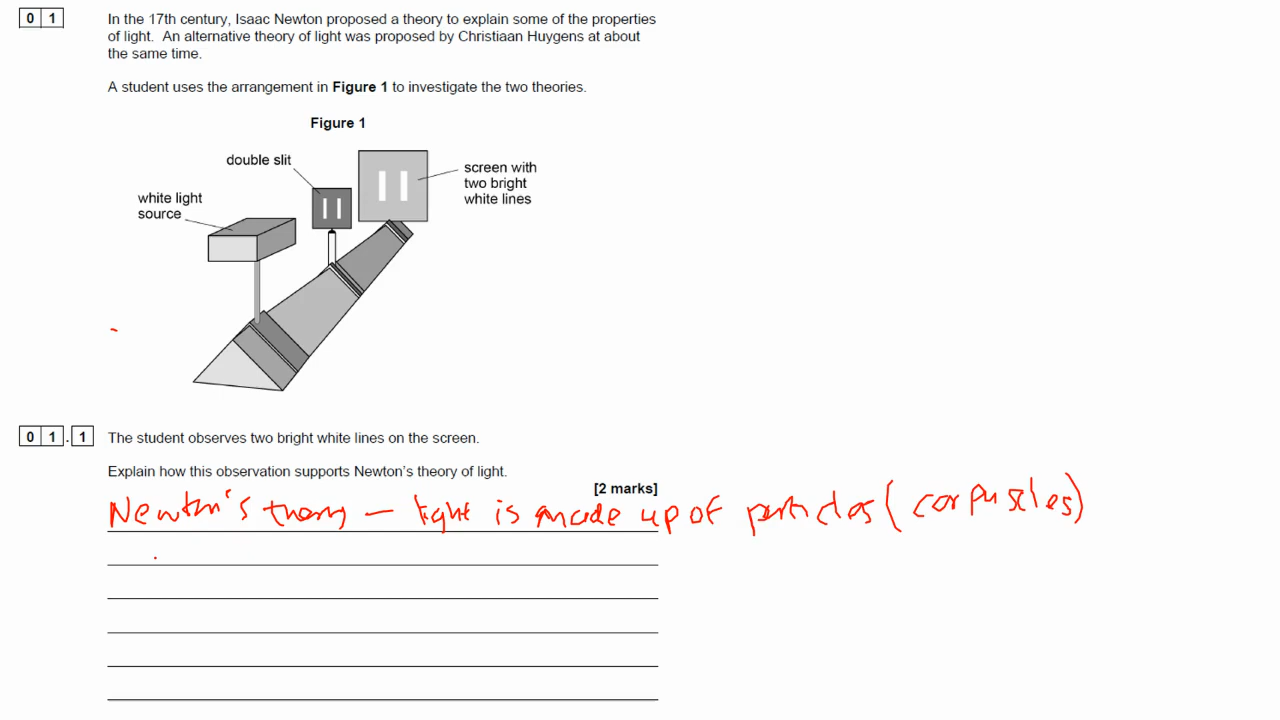 0 1
In the 17th century, Isaac Newton proposed a theory to explain some of the properties
of light. An alternative theory of light was proposed by Christiaan Huygens at about
the same time.
A student uses the arrangement in Figure 1 to investigate the two theories.
Figure 1
double slit
screen with
two bright
white lines
white light
source
0 1 . 1
The student observes two bright white lines on the screen.
Explain how this observation supports Newton's theory of light.
[2 marks]
Newton's theory — light is made up of particles (corpuscles)